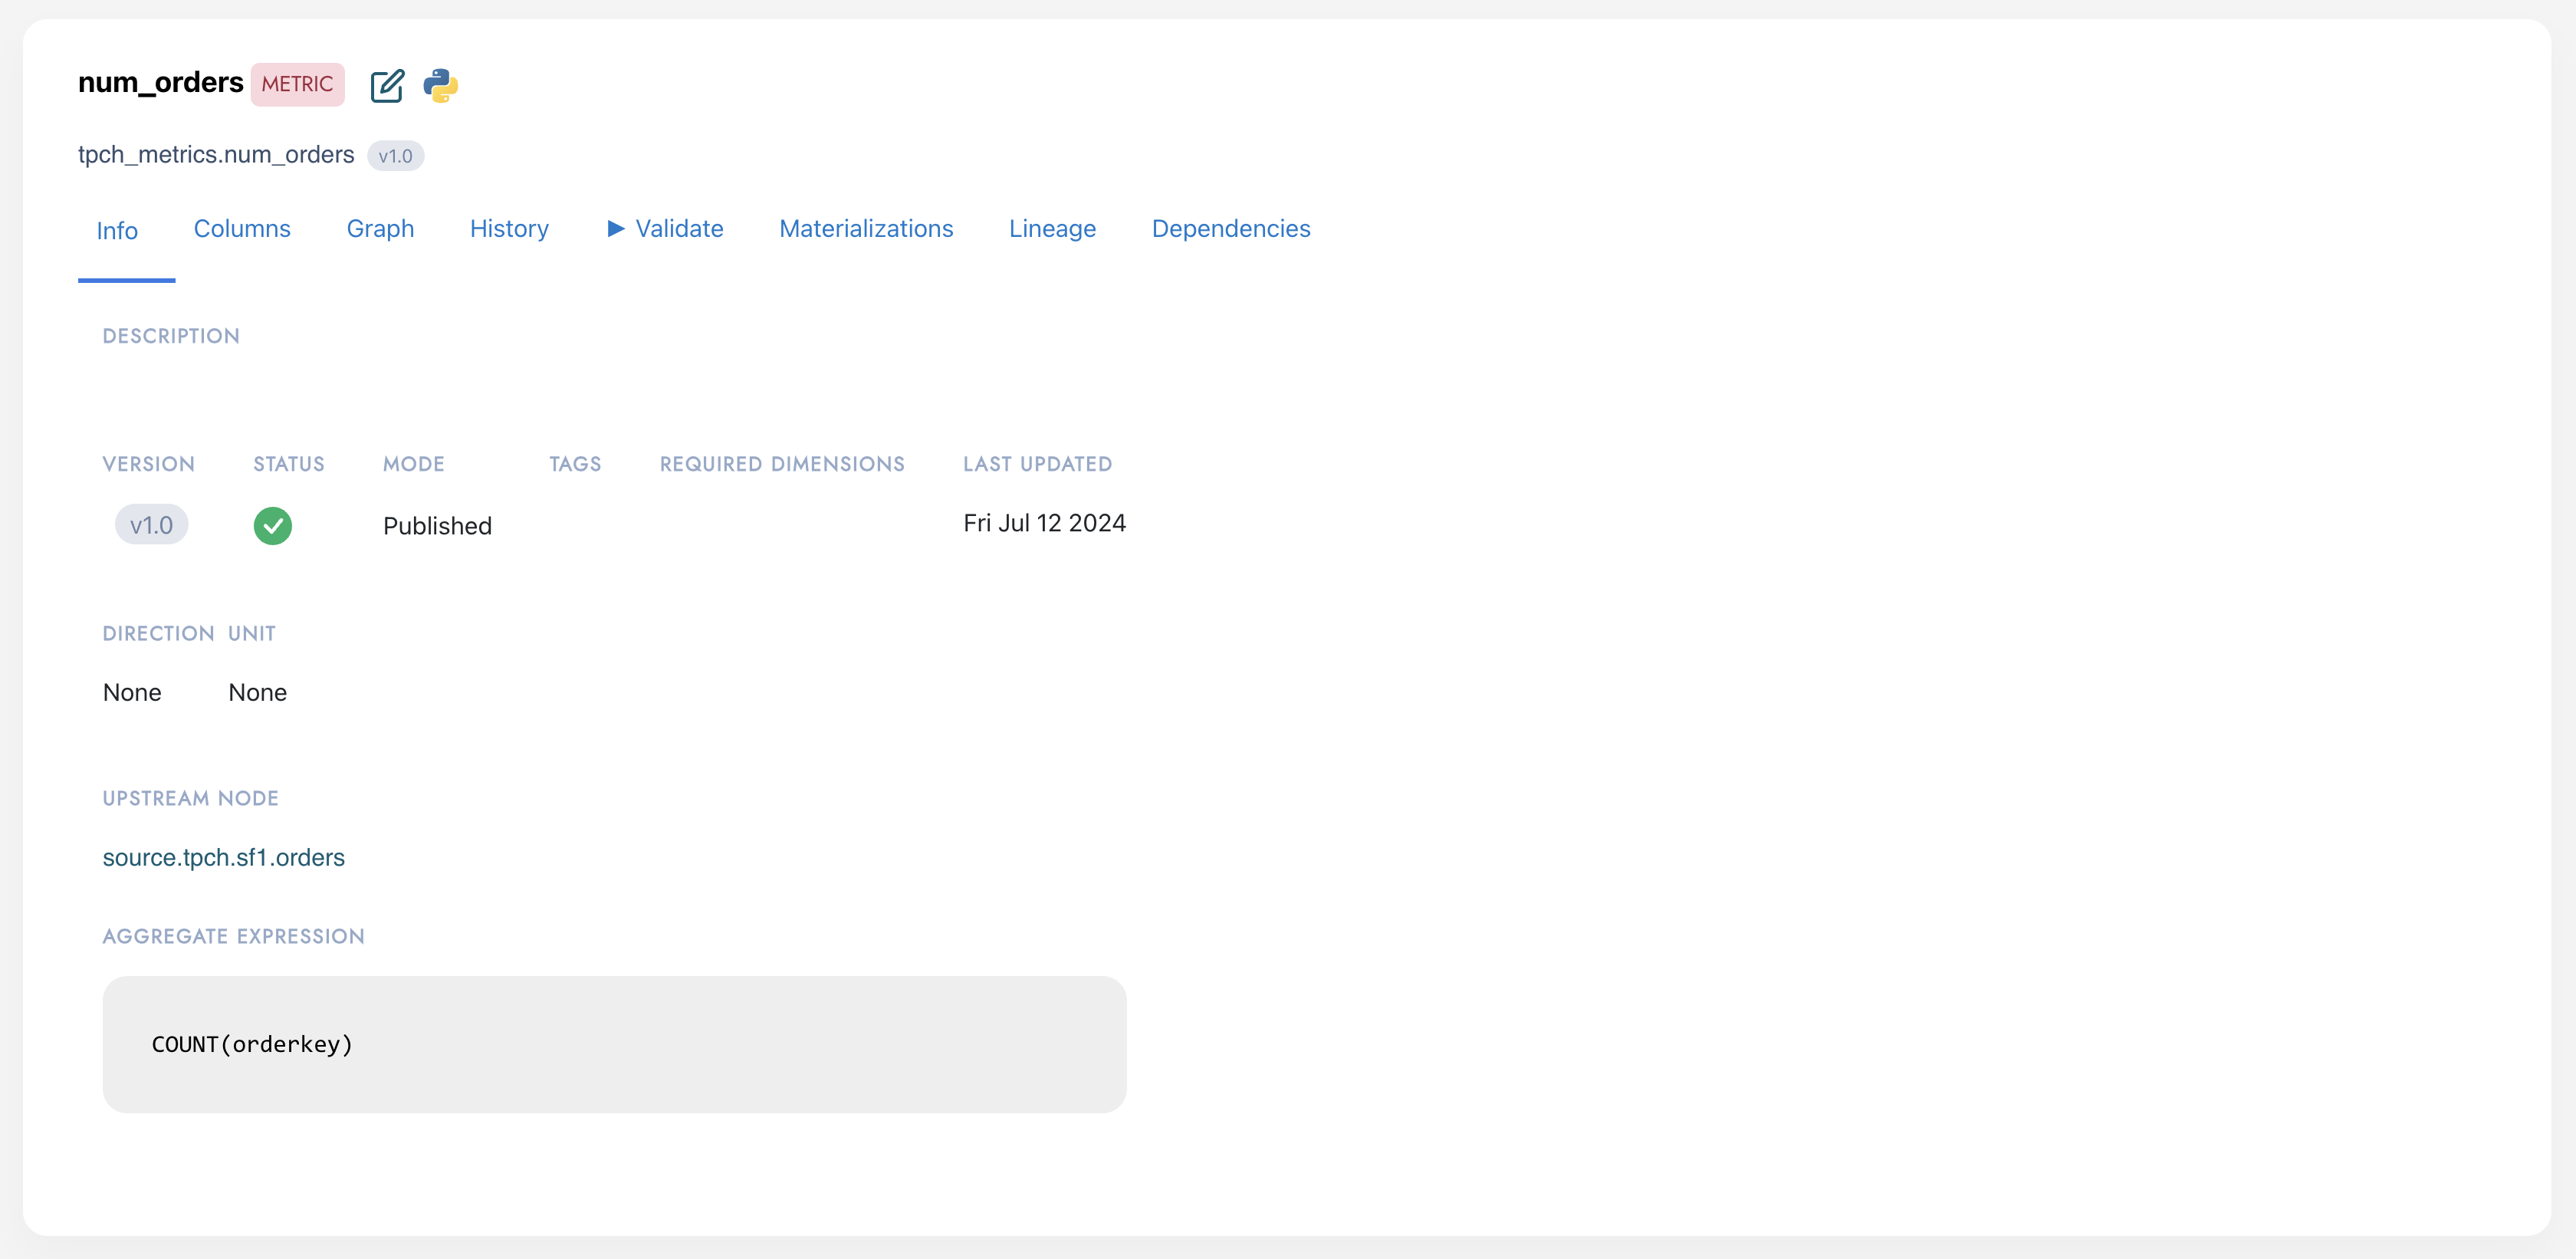 num_orders METRIC
tpch_metrics.num_orders v1.0
Info Columns Graph History ► Validate Materializations Lineage Dependencies
DESCRIPTION
VERSION STATUS MODE TAGS REQUIRED DIMENSIONS LAST UPDATED
v1.0 Published Fri Jul 12 2024
DIRECTION UNIT
None None
UPSTREAM NODE
source.tpch.sf1.orders
AGGREGATE EXPRESSION
COUNT(orderkey)